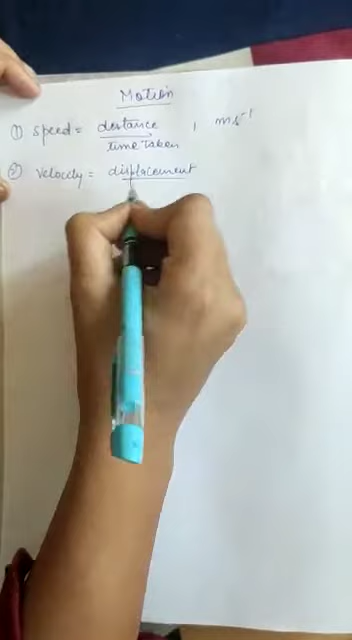 Motion
① Speed = distance / time taken , ms⁻¹
② Velocity = displacement